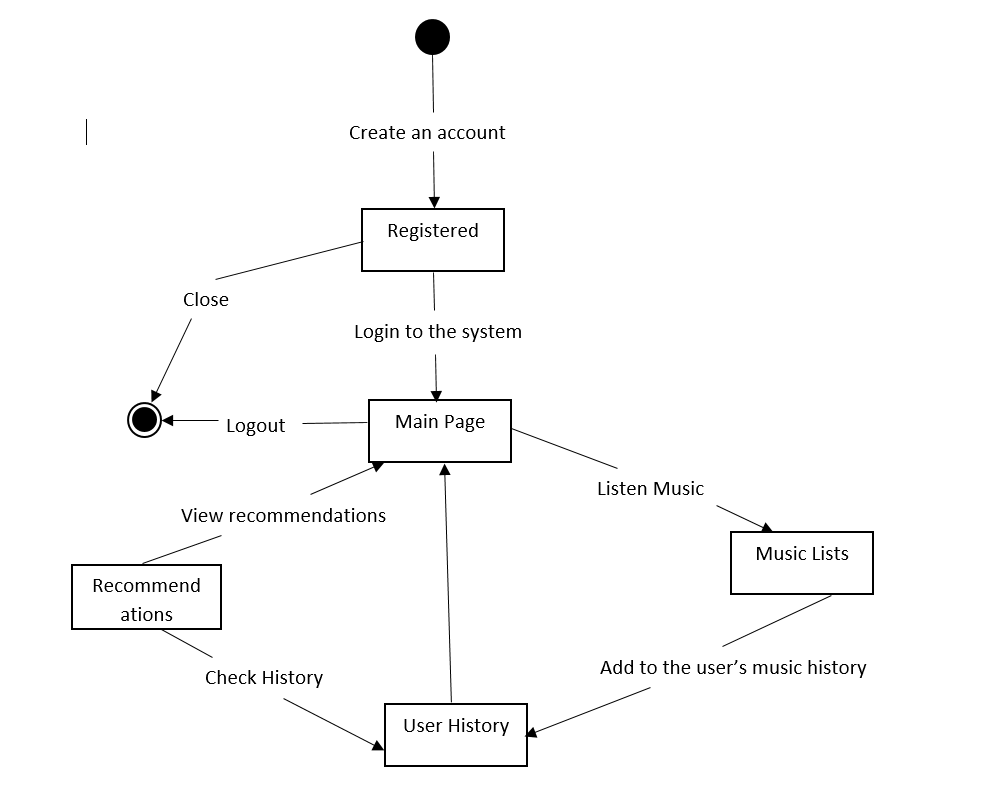 Create an account
Registered
Close
Login to the system
Main Page
Logout
Listen Music
View recommendations
Music Lists
Recommend
ations
Add to the user’s music history
Check History
User History